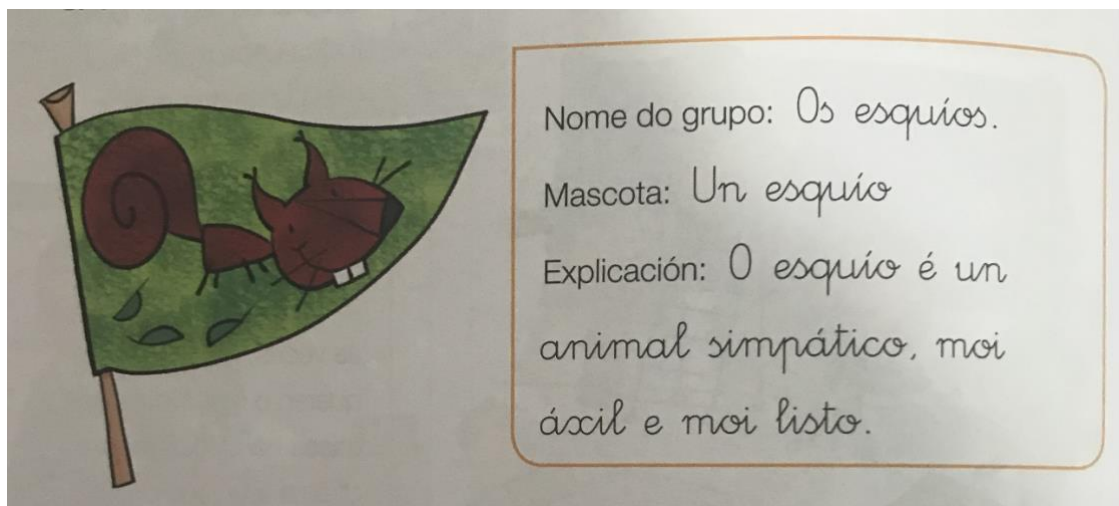 Nome do grupo: Os esquíos.
Mascota: Un esquío
Explicación: O esquío é un
animal simpático, moi
áxil e moi listo.